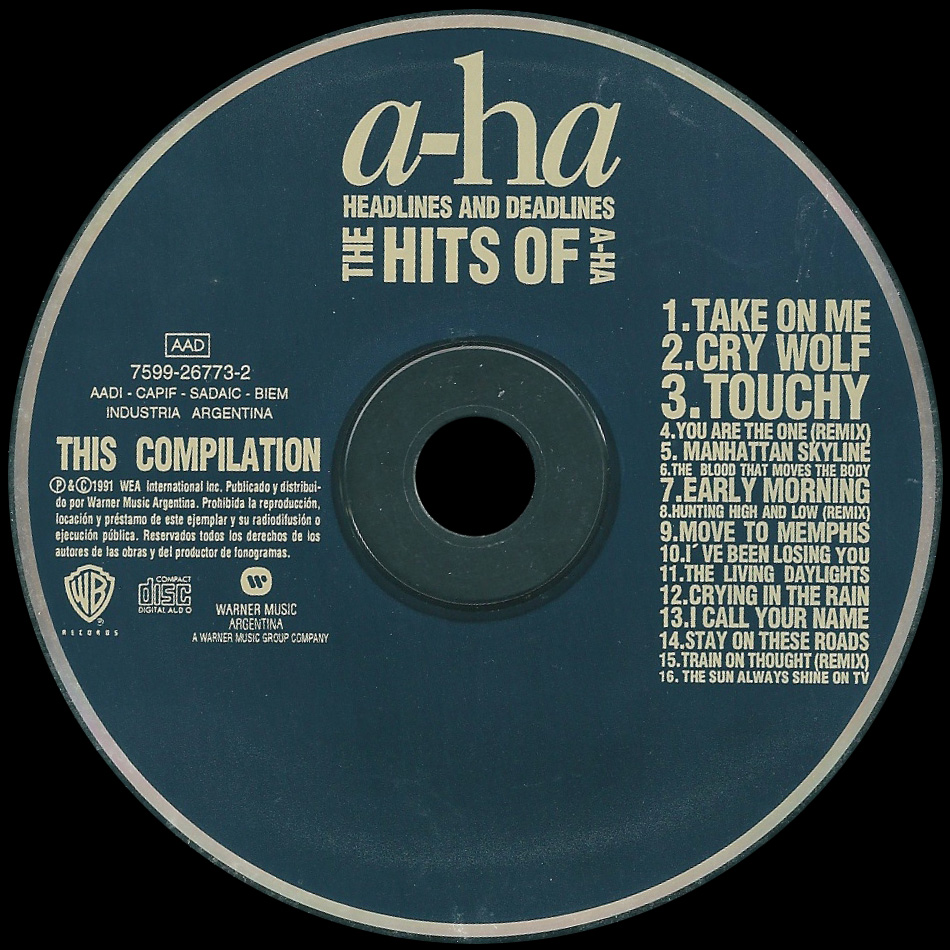 a-ha
HEADLINES AND DEADLINES
THE HITS OF A-HA
1.TAKE ON ME
2.CRY WOLF
3.TOUCHY
4.YOU ARE THE ONE (REMIX)
5. MANHATTAN SKYLINE
6.THE BLOOD THAT MOVES THE BODY
7.EARLY MORNING
8.HUNTING HIGH AND LOW (REMIX)
9.MOVE TO MEMPHIS
10.I´VE BEEN LOSING YOU
11.THE LIVING DAYLIGHTS
12.CRYING IN THE RAIN
13.I CALL YOUR NAME
14.STAY ON THESE ROADS
15.TRAIN ON THOUGHT (REMIX)
16. THE SUN ALWAYS SHINE ON TV
AAD
7599-26773-2
AADI - CAPIF - SADAIC - BIEM
INDUSTRIA ARGENTINA
THIS COMPILATION
Ⓟ&Ⓒ1991 WEA International Inc. Publicado y distribui-
do por Warner Music Argentina. Prohibida la reproducción,
locación y préstamo de este ejemplar y su radiodifusión o
ejecución pública. Reservados todos los derechos de los
autores de las obras y del productor de fonogramas.
WB
®
RECORDS
COMPACT
disc
DIGITAL AUDIO
WARNER MUSIC
ARGENTINA
A WARNER MUSIC GROUP COMPANY